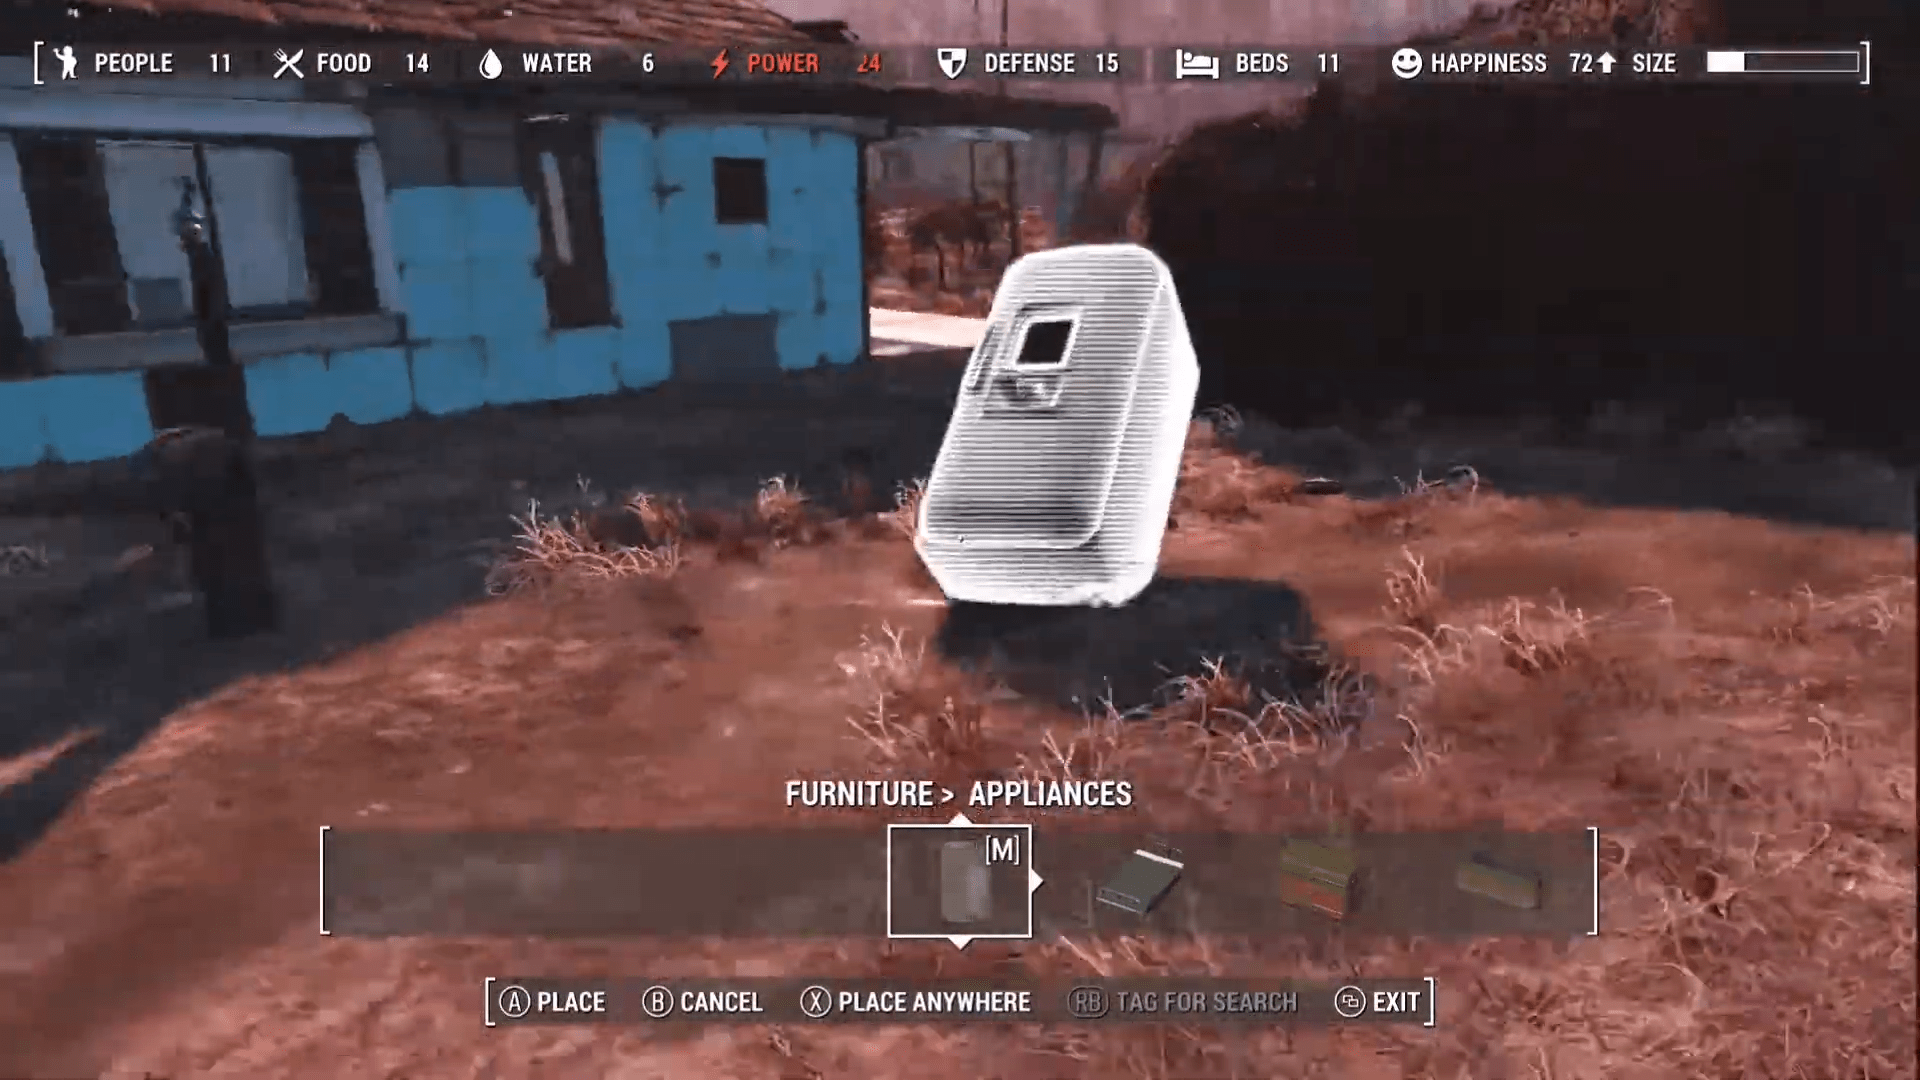 PEOPLE 11 FOOD 14 WATER 6 POWER 24 DEFENSE 15 BEDS 11 HAPPINESS 72 SIZE
FURNITURE > APPLIANCES
[M]
A PLACE B CANCEL X PLACE ANYWHERE RB TAG FOR SEARCH EXIT